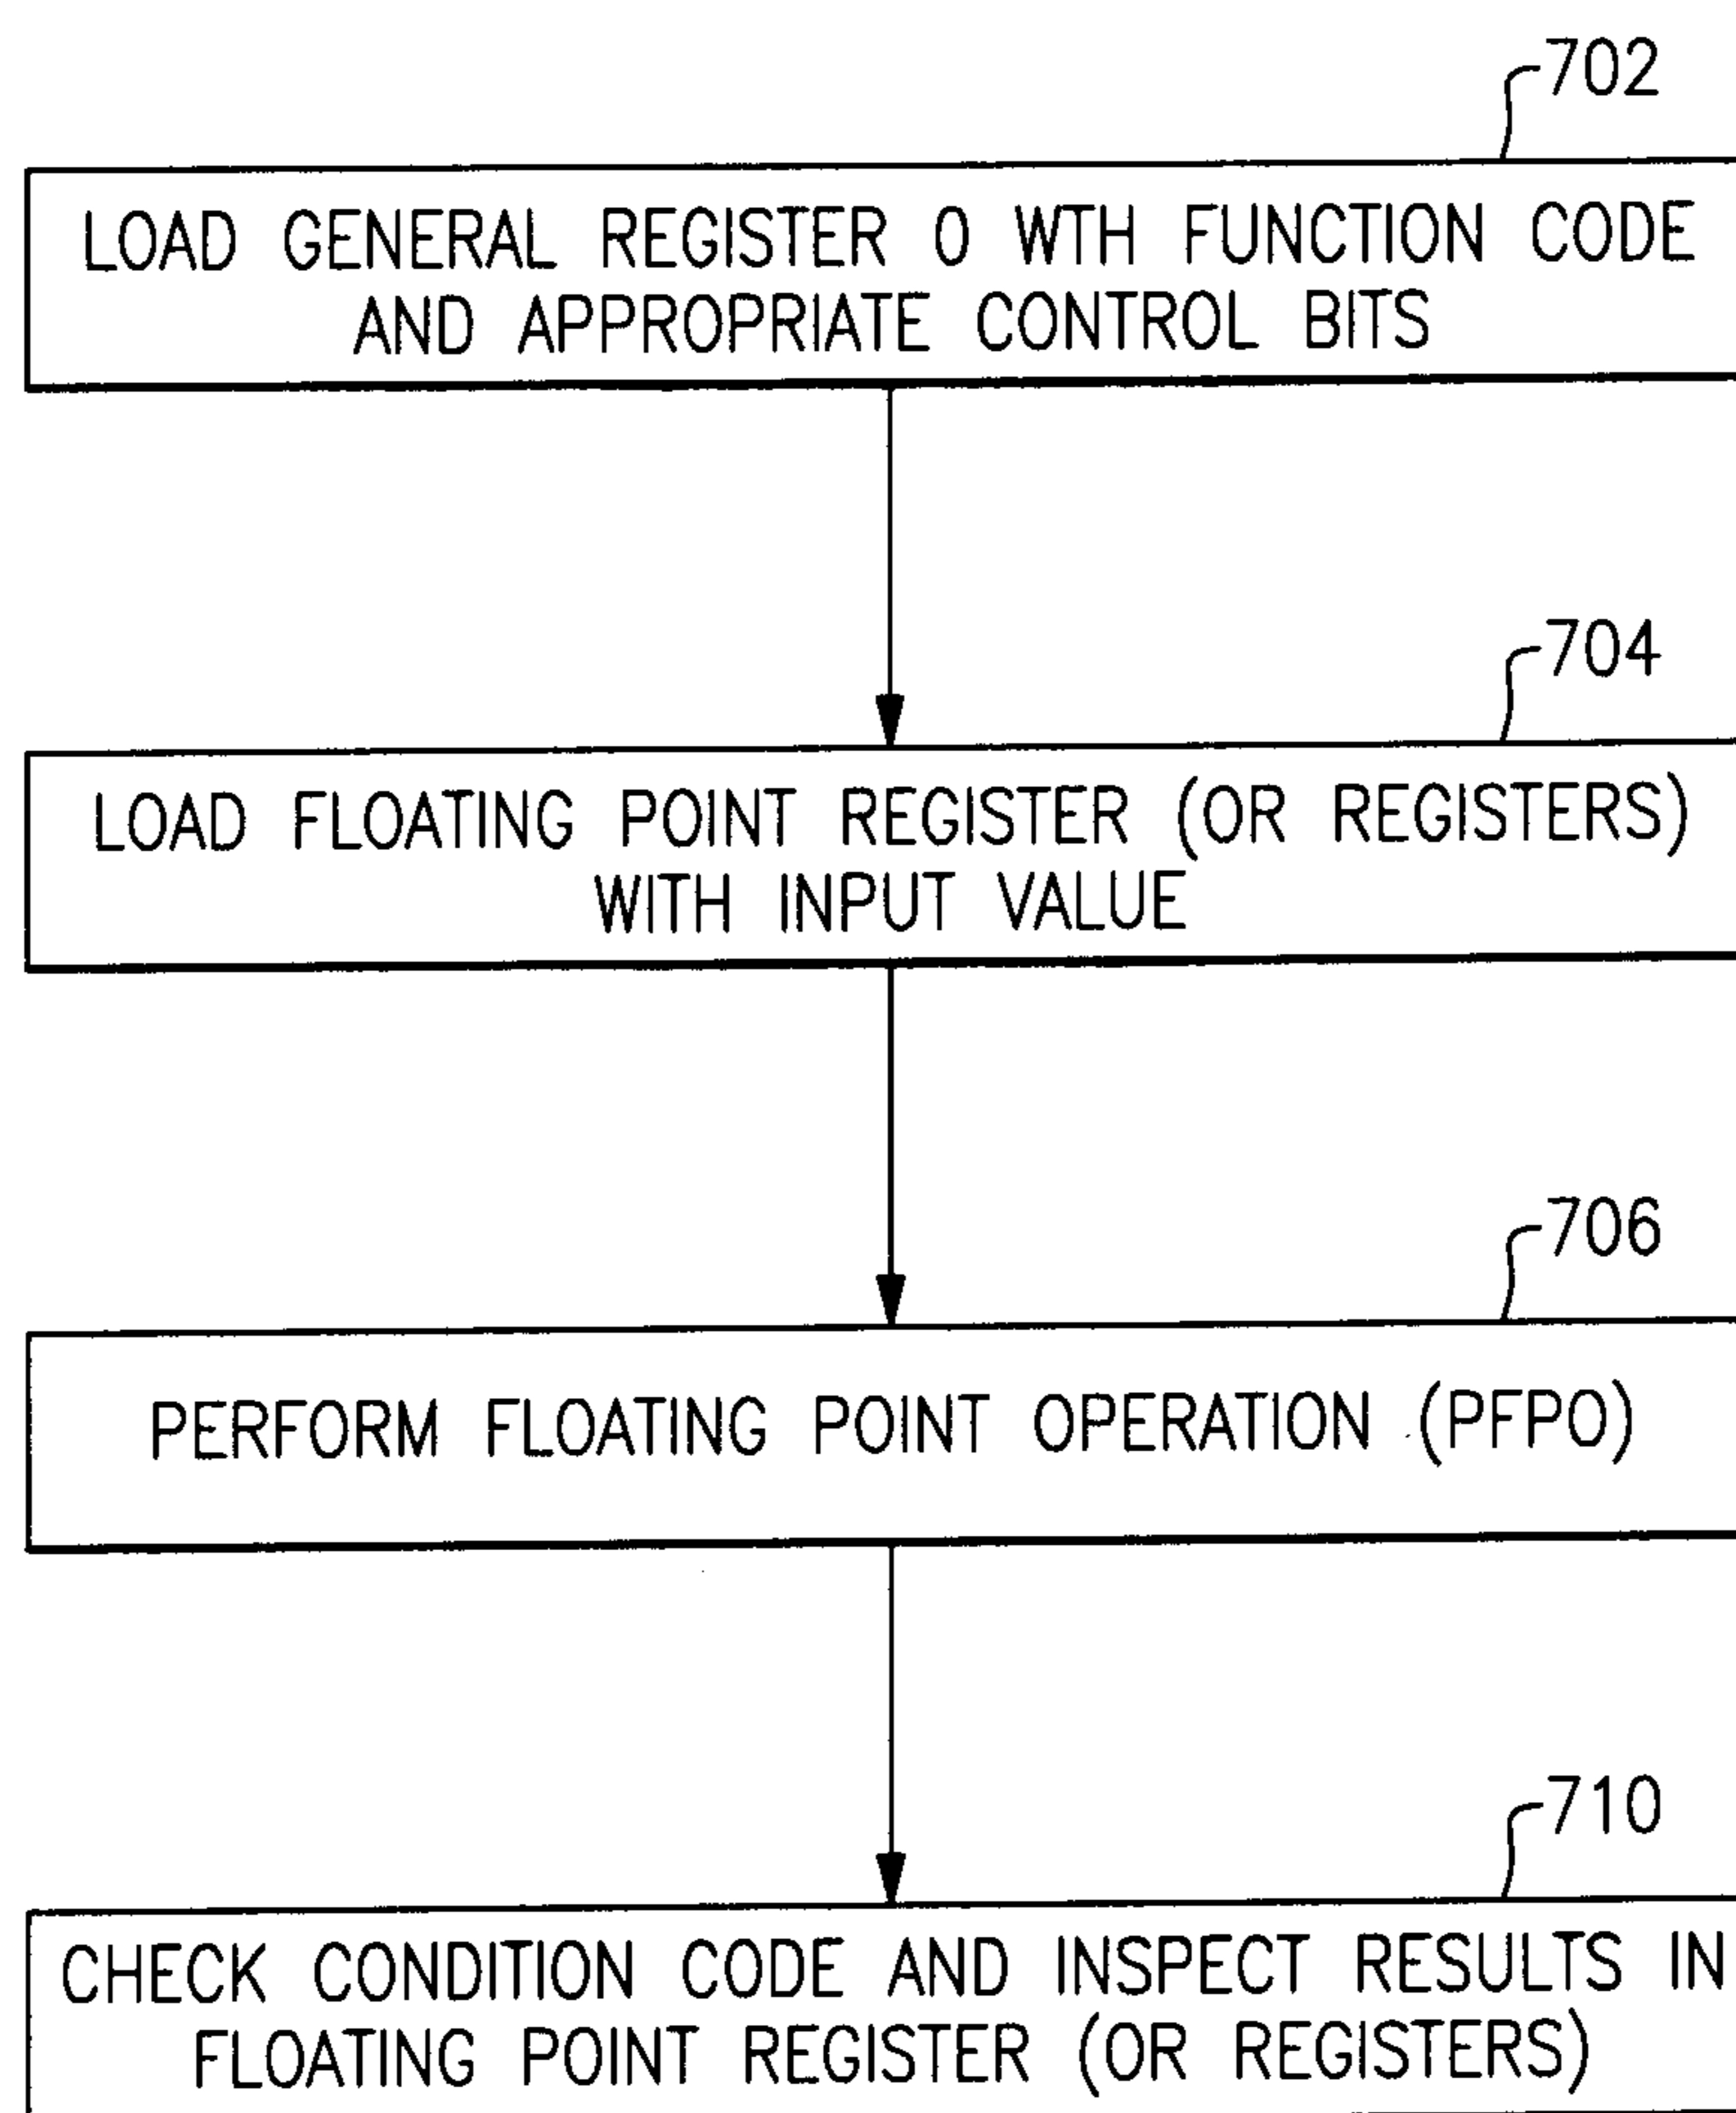 702
LOAD GENERAL REGISTER 0 WTH FUNCTION CODE
AND APPROPRIATE CONTROL BITS
704
LOAD FLOATING POINT REGISTER (OR REGISTERS)
WITH INPUT VALUE
706
PERFORM FLOATING POINT OPERATION (PFPO)
710
CHECK CONDITION CODE AND INSPECT RESULTS IN
FLOATING POINT REGISTER (OR REGISTERS)